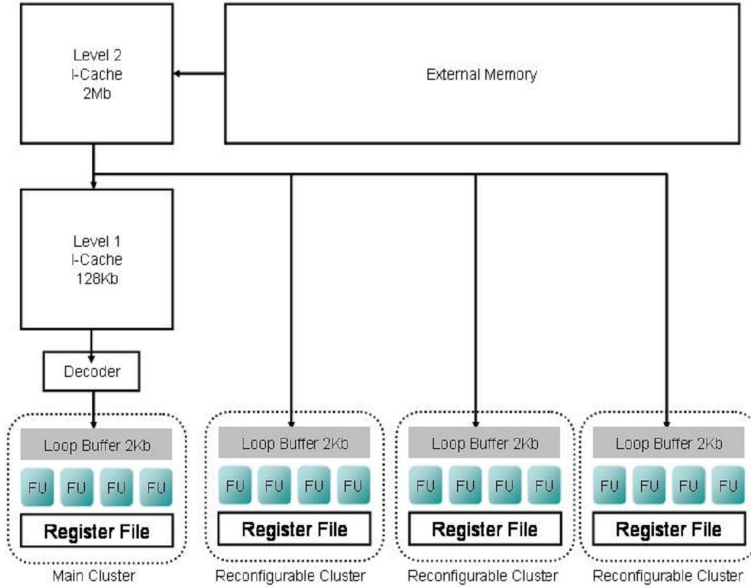 Level 2
I-Cache
2Mb
External Memory
Level 1
I-Cache
128Kb
Decoder
Loop Buffer 2Kb
FU FU FU FU
Register File
Main Cluster
Loop Buffer 2Kb
FU FU FU FU
Register File
Reconfigurable Cluster
Loop Buffer 2Kb
FU FU FU FU
Register File
Reconfigurable Cluster
Loop Buffer 2Kb
FU FU FU FU
Register File
Reconfigurable Cluster